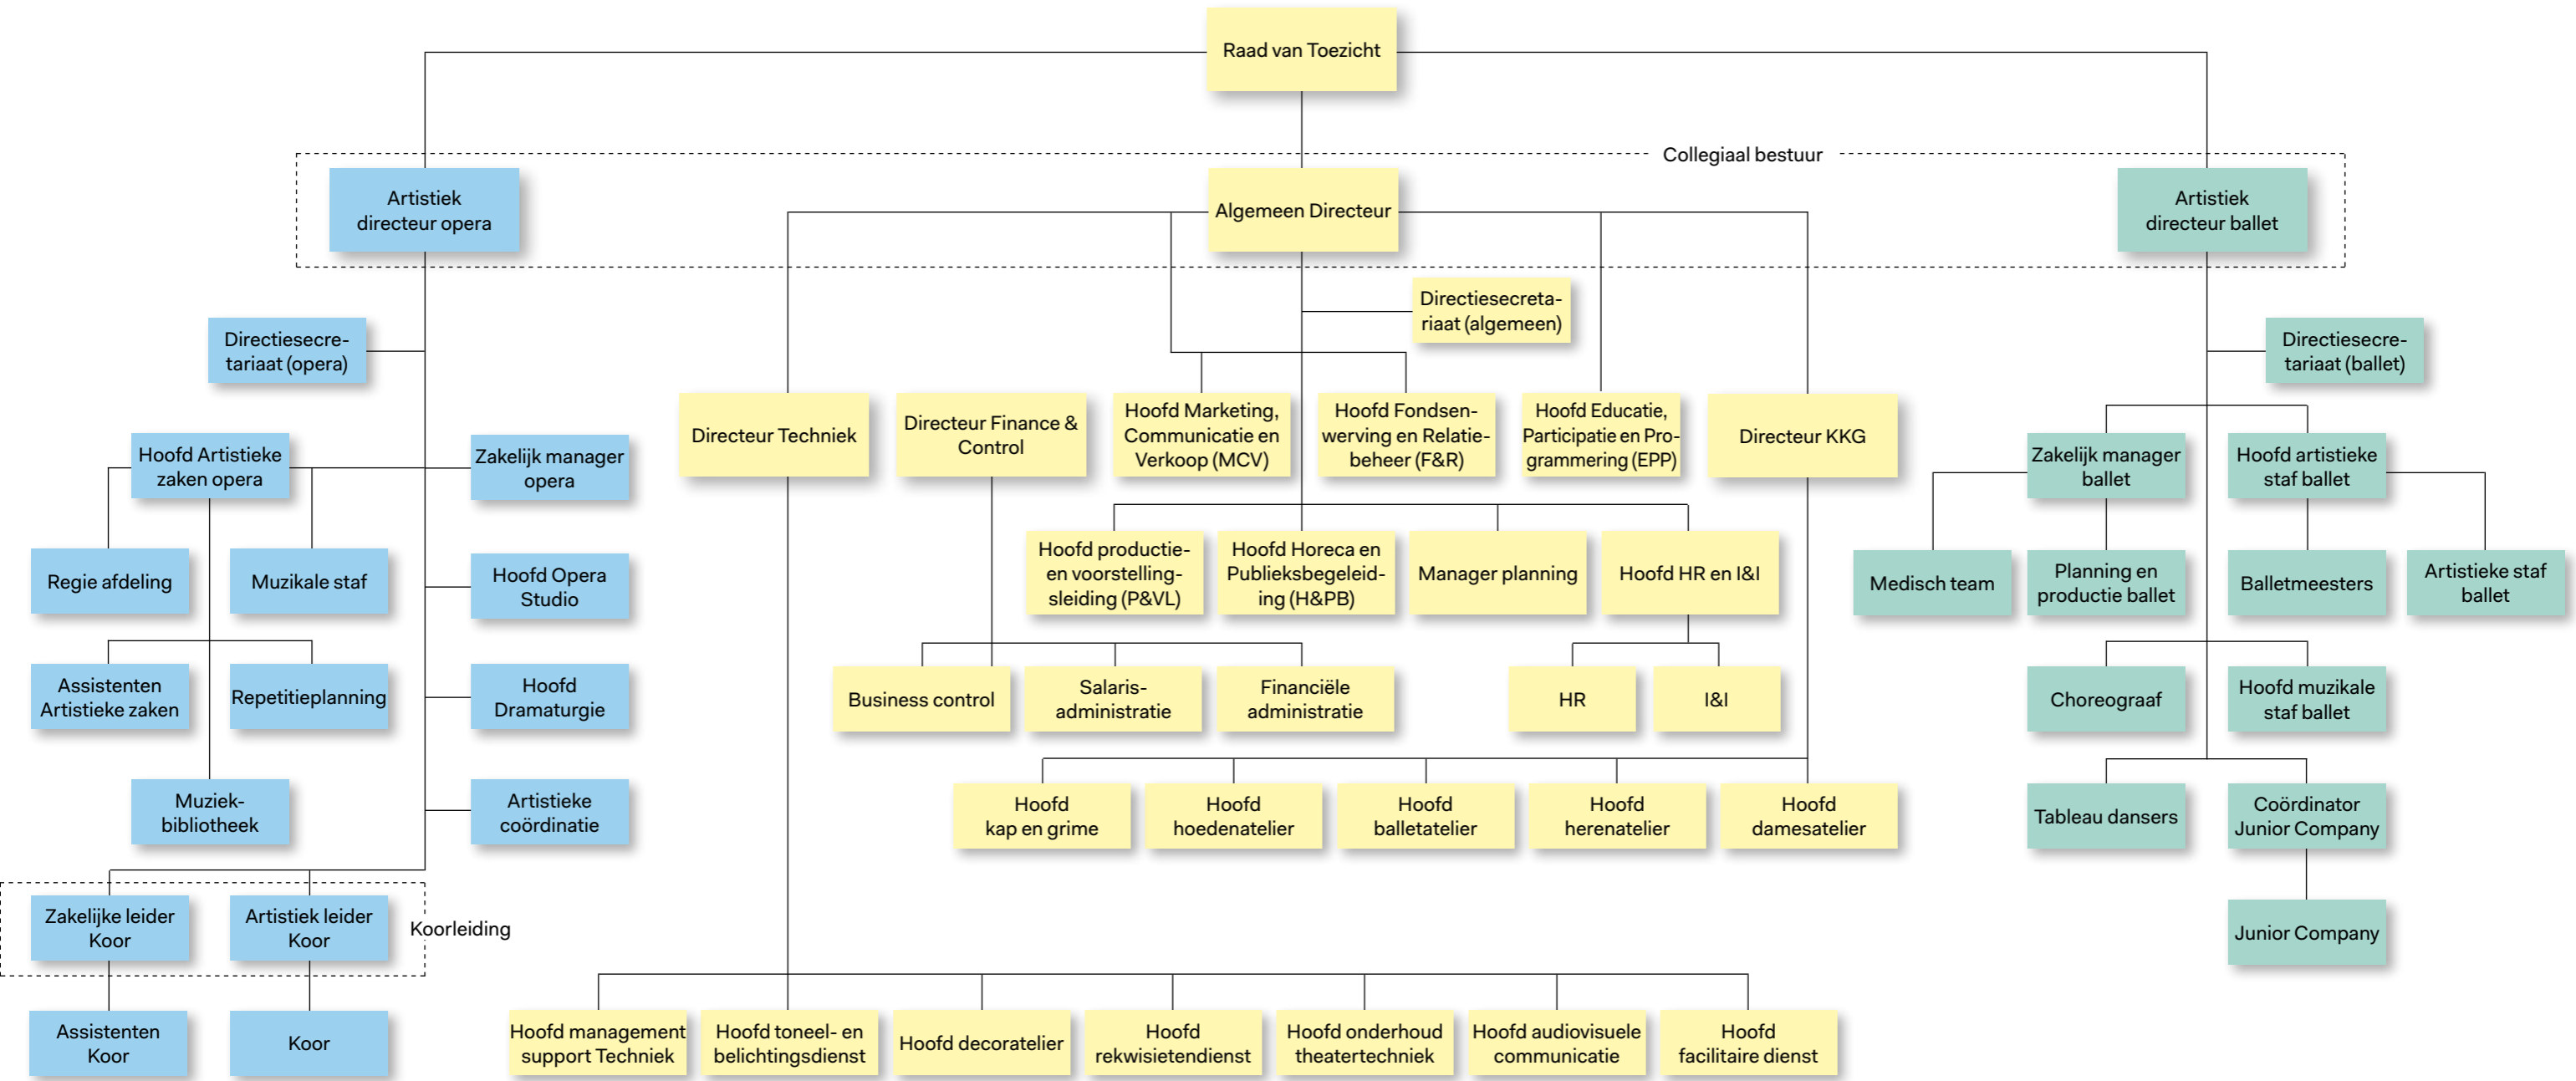 Raad van Toezicht
Collegiaal bestuur
Artistiek
directeur opera
Algemeen Directeur
Artistiek
directeur ballet
Directiesecreta-
riaat (algemeen)
Directiesecre-
tariaat (opera)
Directiesecre-
tariaat (ballet)
Hoofd Artistieke
zaken opera
Zakelijk manager
opera
Directeur Techniek
Directeur Finance &
Control
Hoofd Marketing,
Communicatie en
Verkoop (MCV)
Hoofd Fondsen-
werving en Relatie-
beheer (F&R)
Hoofd Educatie,
Participatie en Pro-
grammering (EPP)
Directeur KKG
Zakelijk manager
ballet
Hoofd artistieke
staf ballet
Regie afdeling
Muzikale staf
Hoofd Opera
Studio
Hoofd productie-
en voorstelling-
sleiding (P&VL)
Hoofd Horeca en
Publieksbegeleid-
ing (H&PB)
Manager planning
Hoofd HR en I&I
Medisch team
Planning en
productie ballet
Balletmeesters
Artistieke staf
ballet
Assistenten
Artistieke zaken
Repetitieplanning
Hoofd
Dramaturgie
Business control
Salaris-
administratie
Financiële
administratie
HR
I&I
Choreograaf
Hoofd muzikale
staf ballet
Muziek-
bibliotheek
Artistieke
coördinatie
Hoofd
kap en grime
Hoofd
hoedenatelier
Hoofd
balletatelier
Hoofd
herenatelier
Hoofd
damesatelier
Tableau dansers
Coördinator
Junior Company
Zakelijke leider
Koor
Artistiek leider
Koor
Koorleiding
Junior Company
Assistenten
Koor
Koor
Hoofd management
support Techniek
Hoofd toneel- en
belichtingsdienst
Hoofd decoratelier
Hoofd
rekwisietendienst
Hoofd onderhoud
theatertechniek
Hoofd audiovisuele
communicatie
Hoofd
facilitaire dienst